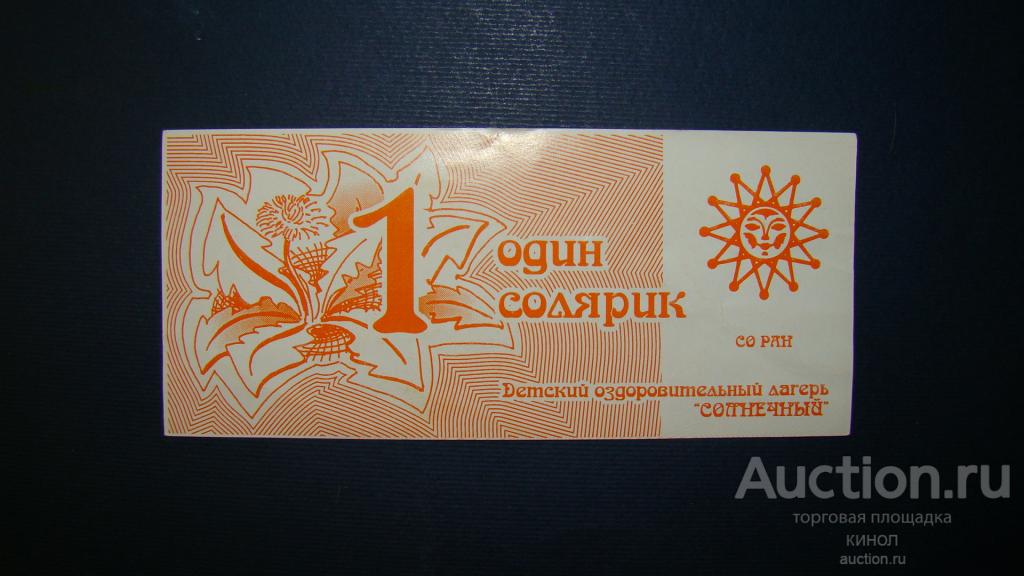 1
один
солярик
СО РАН
Детский оздоровительный лагерь
"СОЛНЕЧНЫЙ"
Auction.ru
торговая площадка
КИНОЛ
auction.ru